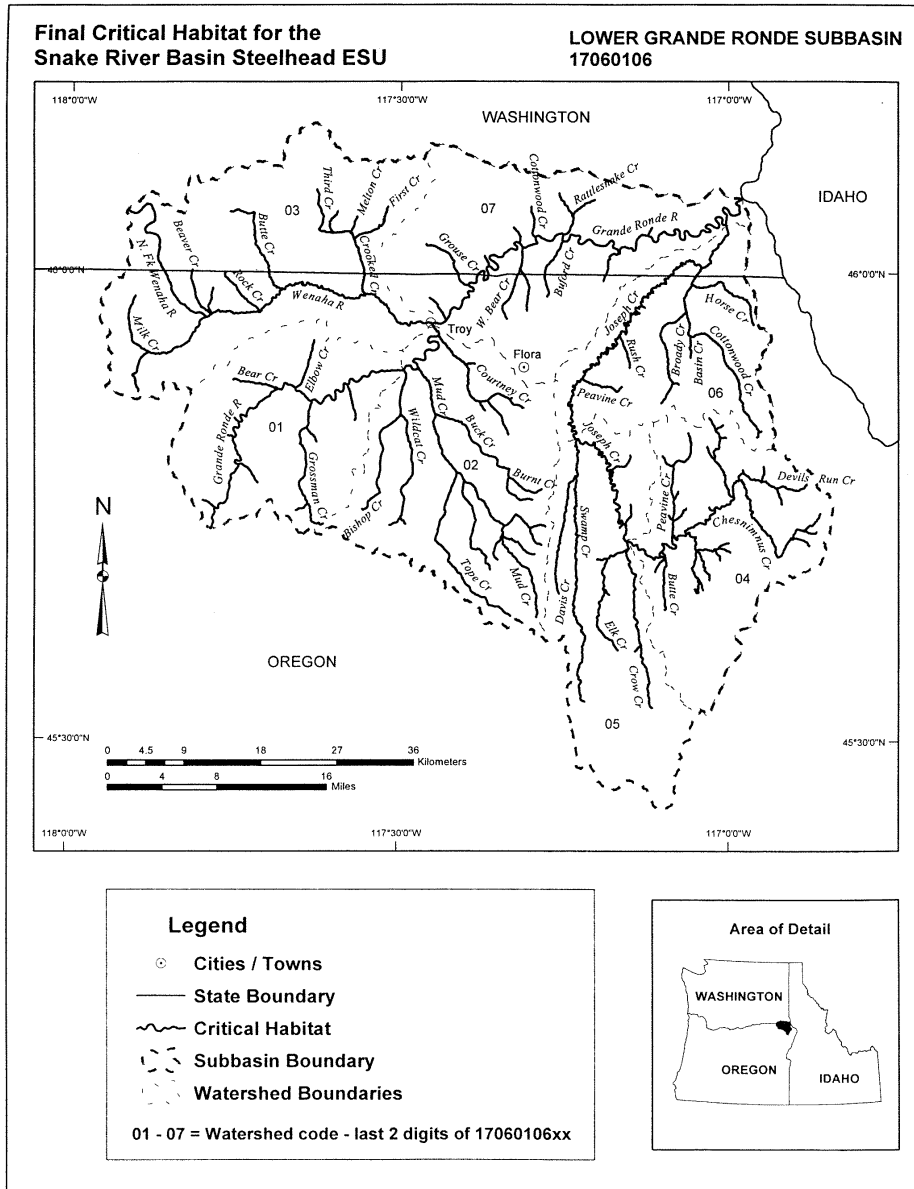 Final Critical Habitat for the
Snake River Basin Steelhead ESU
LOWER GRANDE RONDE SUBBASIN
17060106
118°0'0"W
117°30'0"W
117°0'0"W
WASHINGTON
IDAHO
OREGON
46°0'0"N
46°0'0"N
03
Third Cr
Melton Cr
First Cr
07
Cottonwood Cr
Rattlesnake Cr
Grande Ronde R
Butte Cr
Beaver Cr
N. Fk Wenaha R
Rock Cr
Wenaha R
Crooked Cr
Grouse Cr
W. Bear Cr
Buford Cr
Milk Cr
Troy
Flora
Joseph Cr
Horse Cr
Rush Cr
Broady Cr
Basin Cr
Cottonwood Cr
06
Bear Cr
Elbow Cr
Courtney Cr
Peavine Cr
Grande Ronde R
01
Grossman Cr
Bishop Cr
Wildcat Cr
Mud Cr
Buck Cr
02
Burnt Cr
Joseph Cr
Peavine Cr
Devils Run Cr
Chesnimnus Cr
04
Swamp Cr
Tope Cr
Mud Cr
Davis Cr
Elk Cr
Butte Cr
Crow Cr
05
N
45°30'0"N
45°30'0"N
0 4.5 9 18 27 36
Kilometers
0 4 8 16
Miles
118°0'0"W
117°30'0"W
117°0'0"W
Legend
Cities / Towns
State Boundary
Critical Habitat
Subbasin Boundary
Watershed Boundaries
01 - 07 = Watershed code - last 2 digits of 17060106xx
Area of Detail
WASHINGTON
OREGON
IDAHO